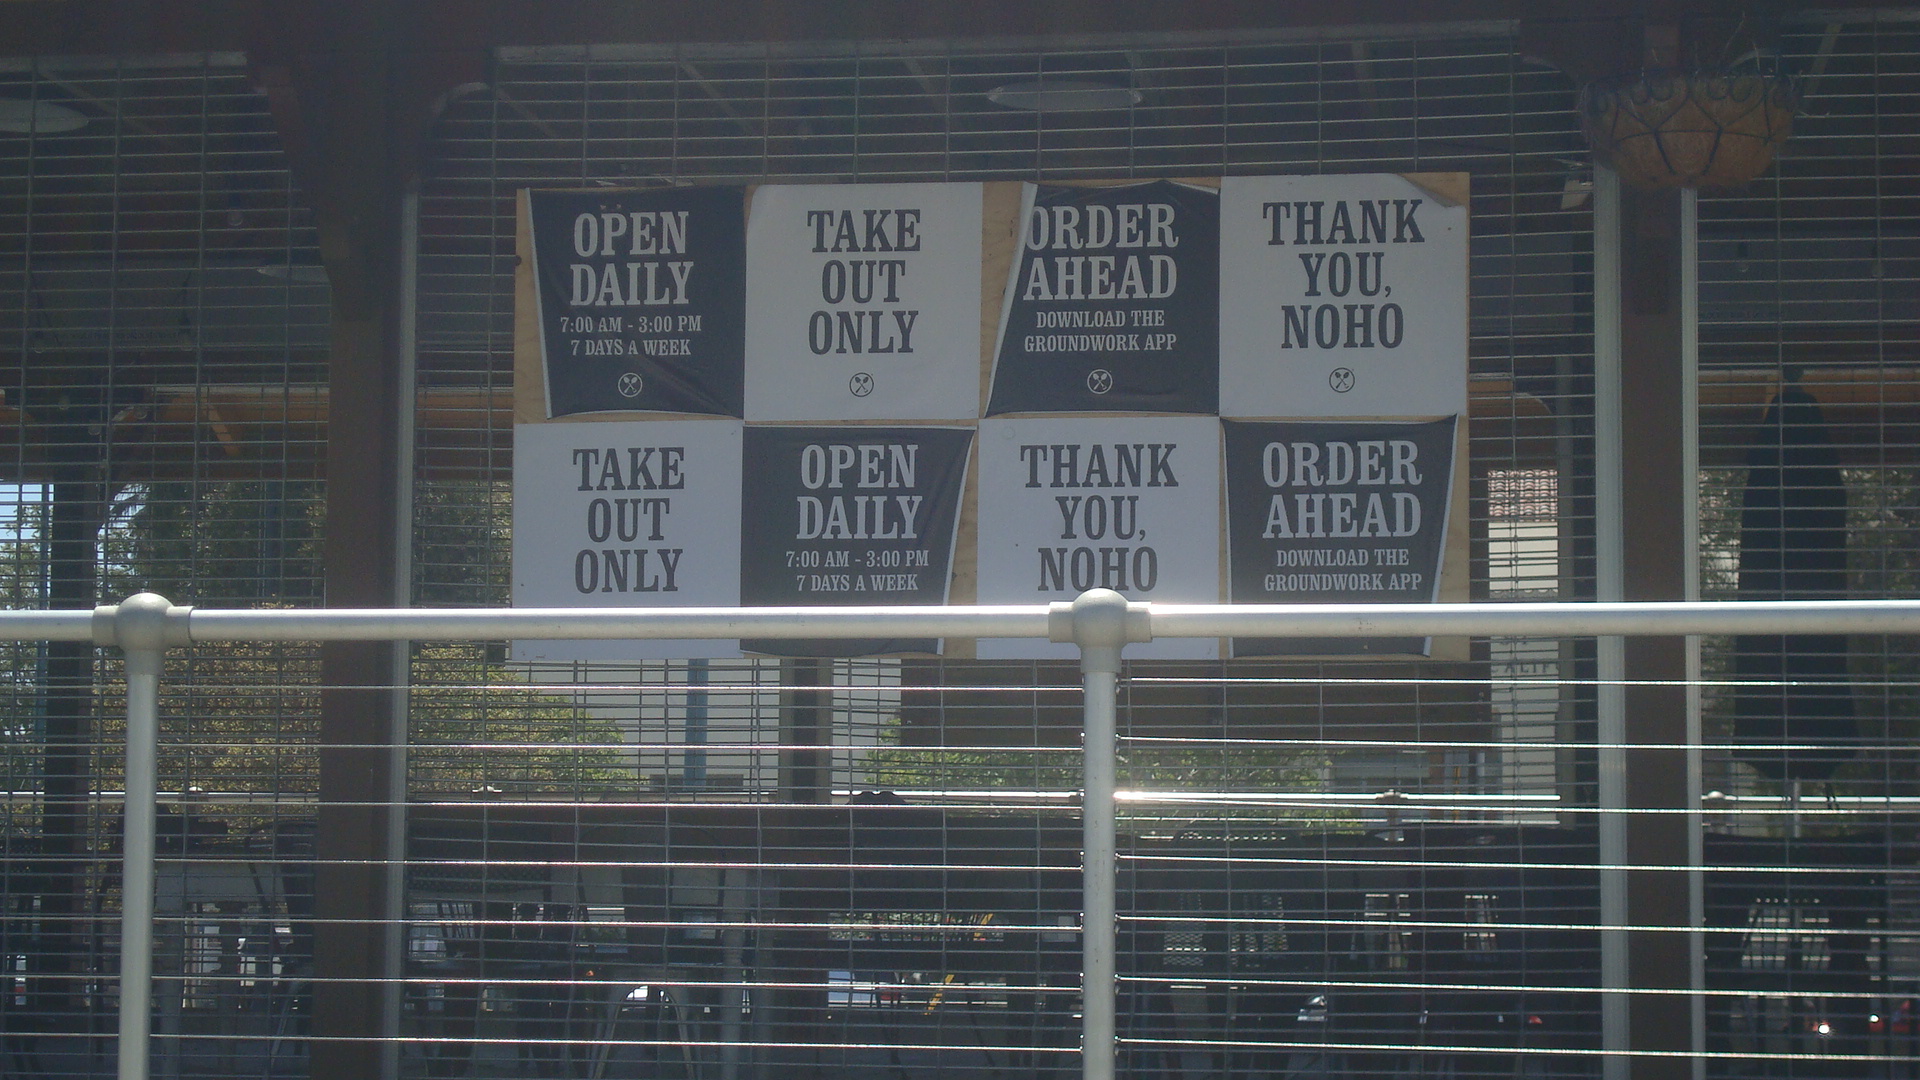 OPEN
DAILY
7:00 AM - 3:00 PM
7 DAYS A WEEK
TAKE
OUT
ONLY
ORDER
AHEAD
DOWNLOAD THE
GROUNDWORK APP
THANK
YOU,
NOHO
TAKE
OUT
ONLY
OPEN
DAILY
7:00 AM - 3:00 PM
7 DAYS A WEEK
THANK
YOU,
NOHO
ORDER
AHEAD
DOWNLOAD THE
GROUNDWORK APP